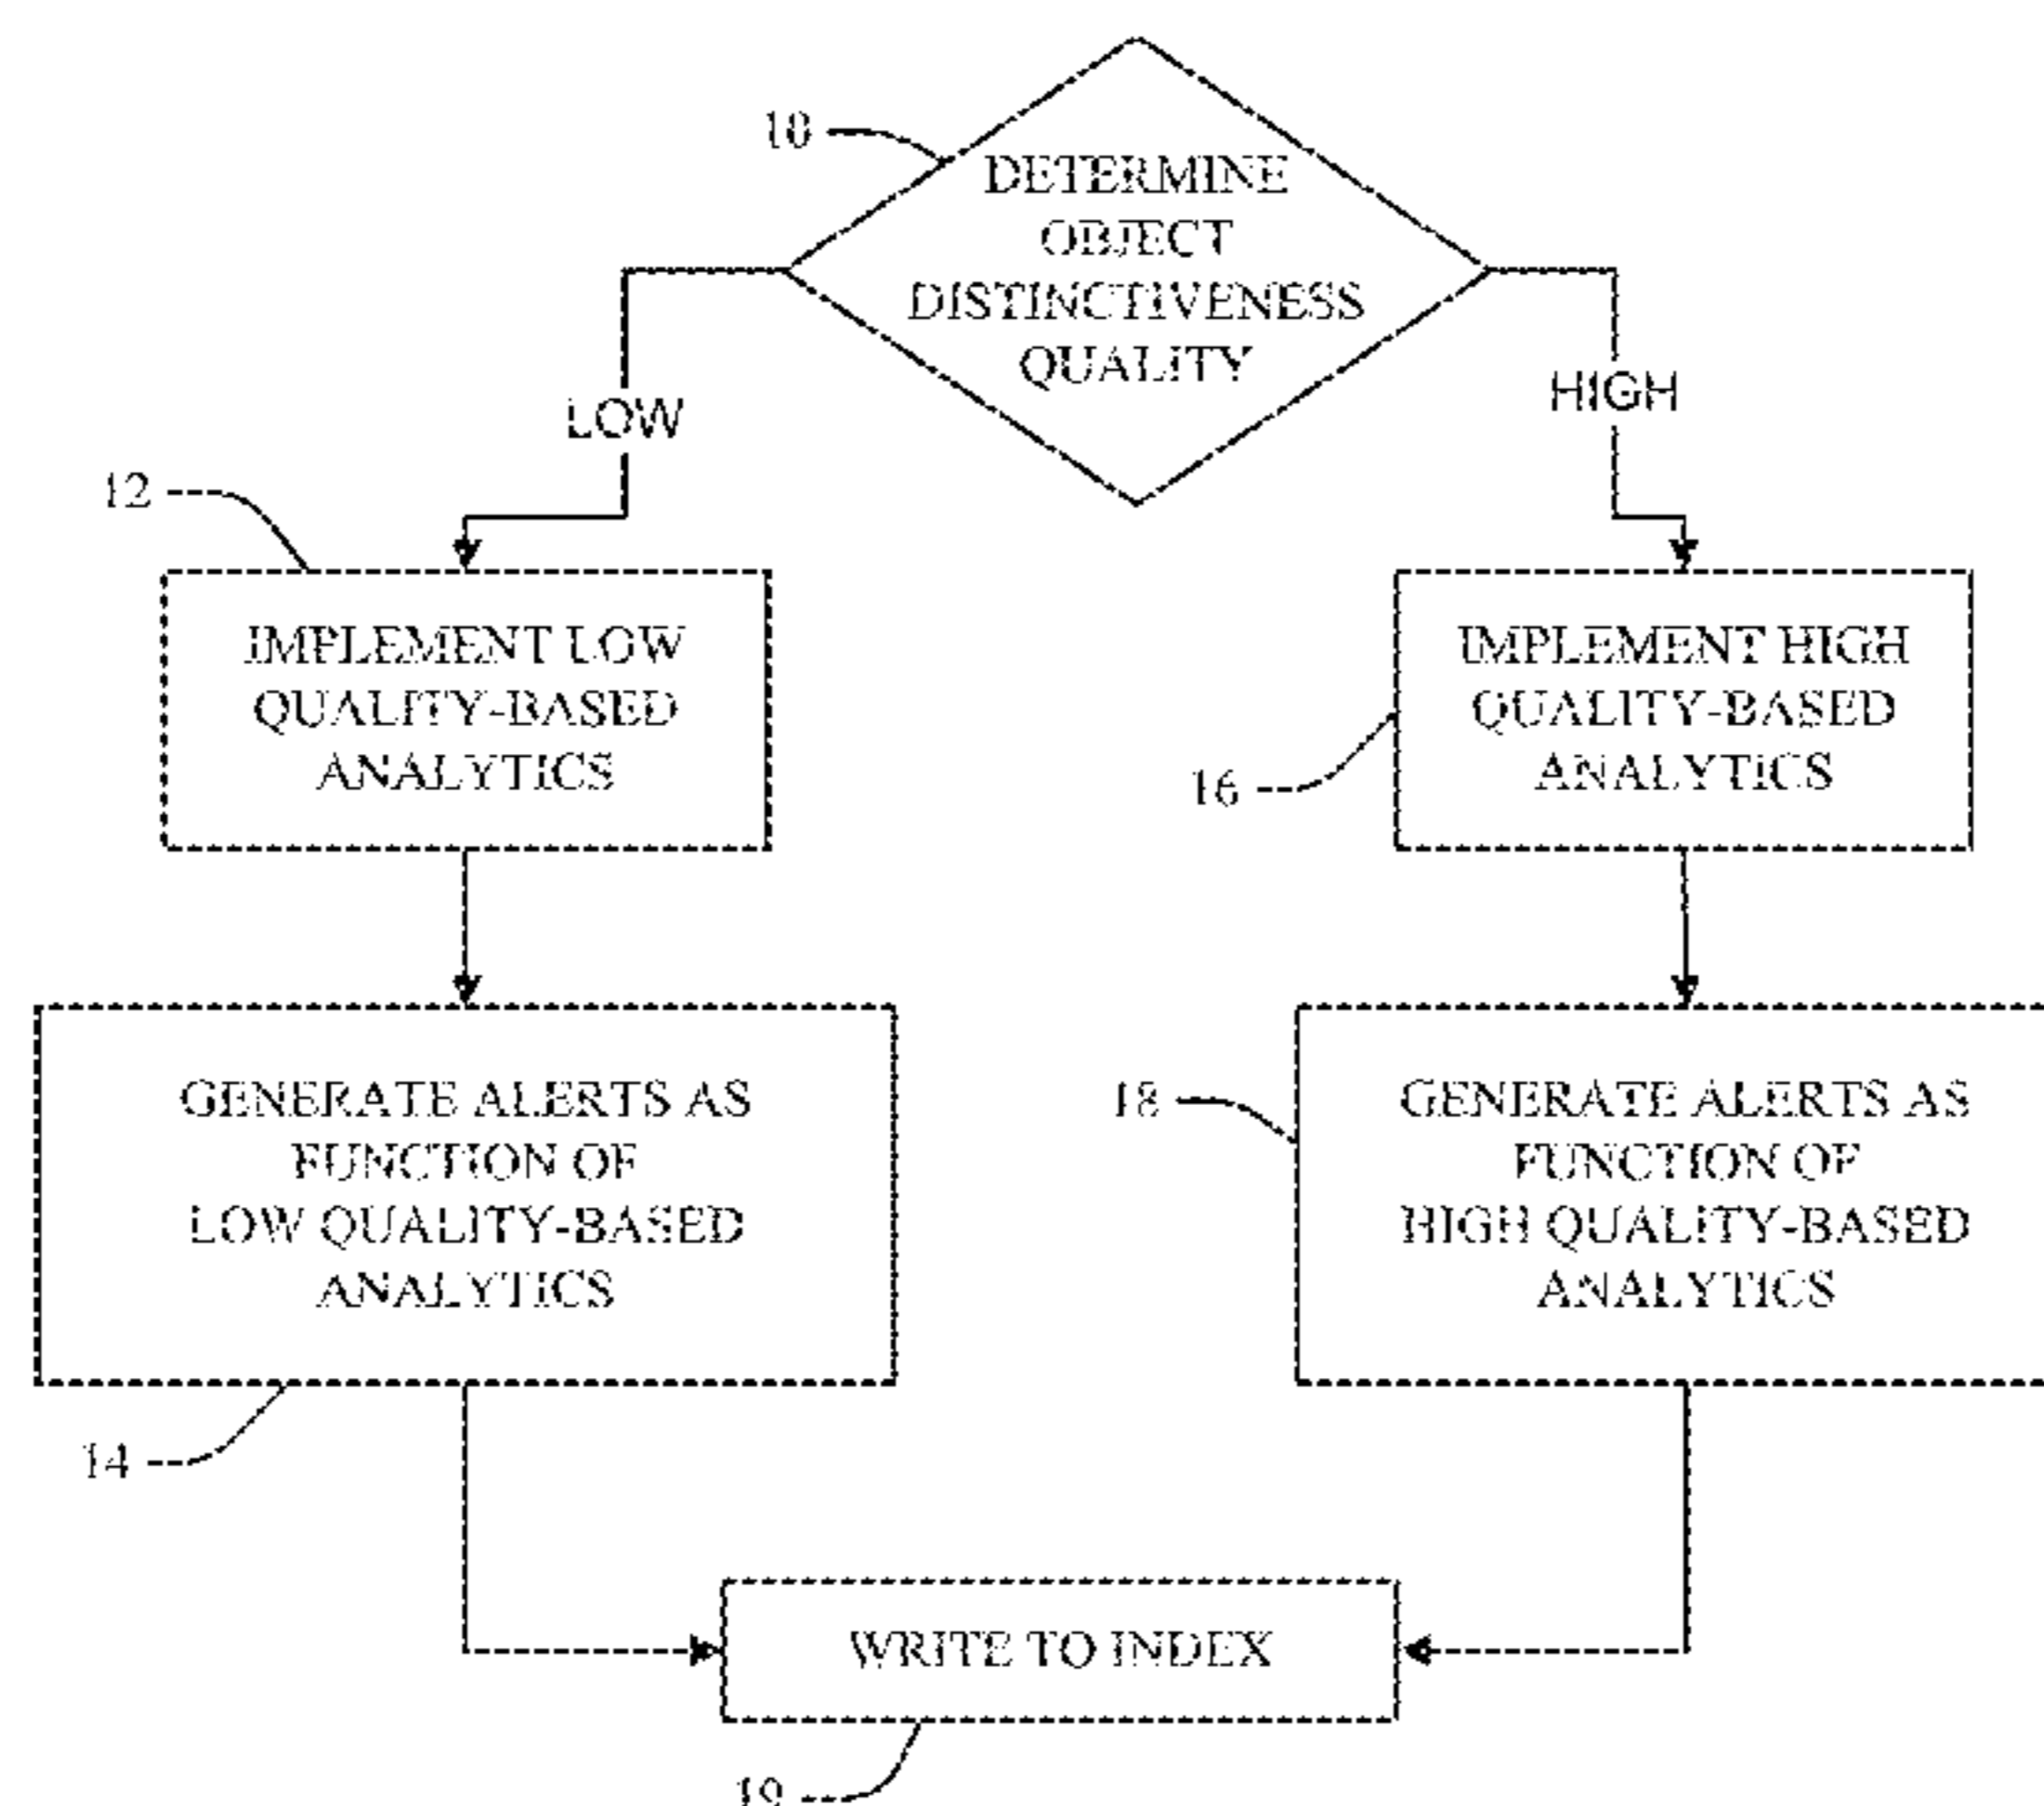 10
DETERMINE
OBJECT
DISTINCTIVENESS
QUALITY
LOW
HIGH
12
IMPLEMENT LOW
QUALITY-BASED
ANALYTICS
IMPLEMENT HIGH
QUALITY-BASED
ANALYTICS
16
GENERATE ALERTS AS
FUNCTION OF
LOW QUALITY-BASED
ANALYTICS
18
GENERATE ALERTS AS
FUNCTION OF
HIGH QUALITY-BASED
ANALYTICS
14
WRITE TO INDEX
19